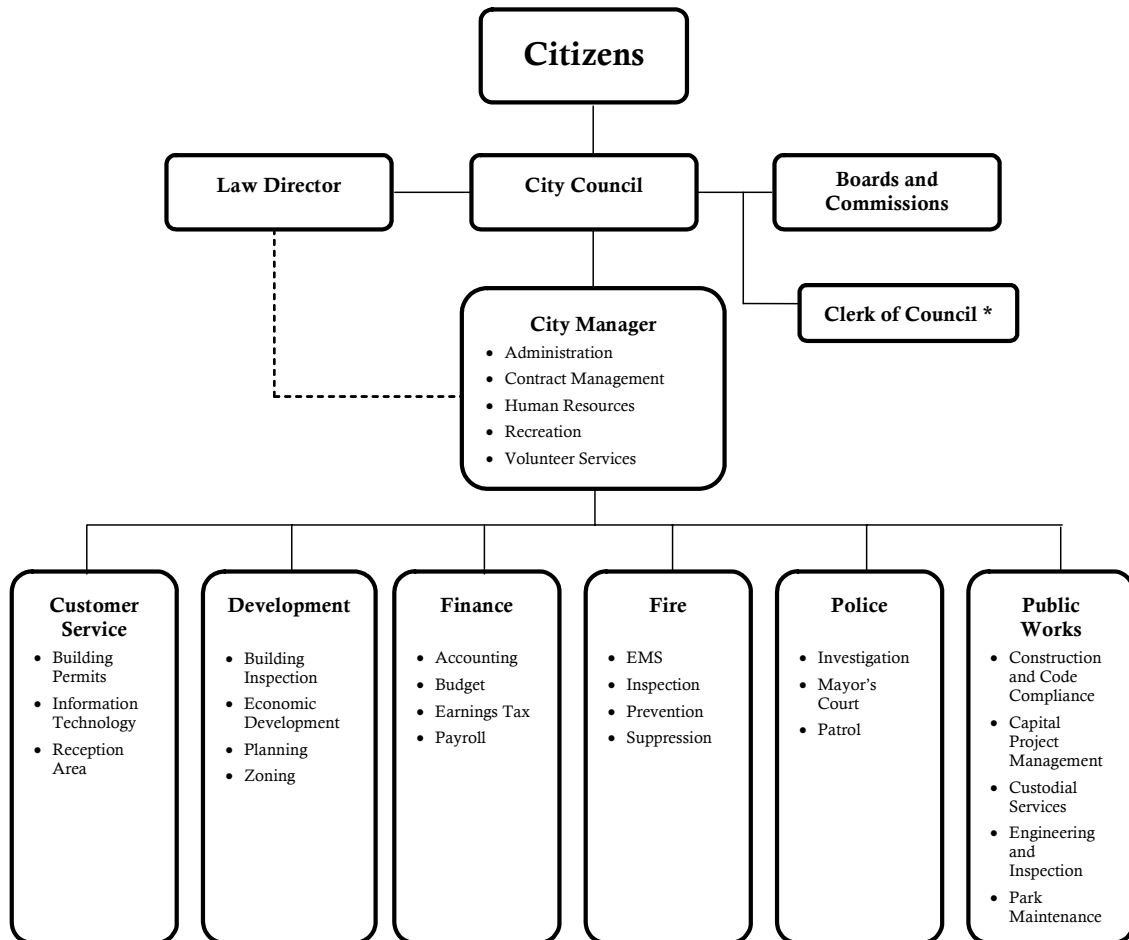 Citizens
Law Director
City Council
Boards and
Commissions
Clerk of Council *
City Manager
• Administration
• Contract Management
• Human Resources
• Recreation
• Volunteer Services
Customer
Service
• Building
Permits
• Information
Technology
• Reception
Area
Development
• Building
Inspection
• Economic
Development
• Planning
• Zoning
Finance
• Accounting
• Budget
• Earnings Tax
• Payroll
Fire
• EMS
• Inspection
• Prevention
• Suppression
Police
• Investigation
• Mayor’s
Court
• Patrol
Public
Works
• Construction
and Code
Compliance
• Capital
Project
Management
• Custodial
Services
• Engineering
and
Inspection
• Park
Maintenance